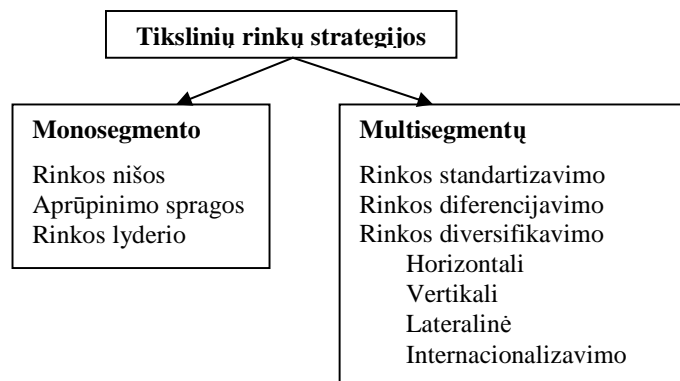 Tikslinių rinkų strategijos
Monosegmento
Rinkos nišos
Aprūpinimo spragos
Rinkos lyderio
Multisegmentų
Rinkos standartizavimo
Rinkos diferencijavimo
Rinkos diversifikavimo
Horizontali
Vertikali
Lateralinė
Internacionalizavimo